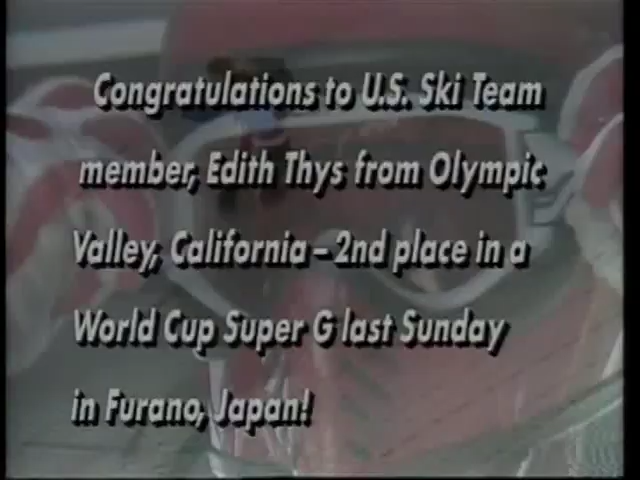 Congratulations to U.S. Ski Team
member, Edith Thys from Olympic
Valley, California – 2nd place in a
World Cup Super G last Sunday
in Furano, Japan!